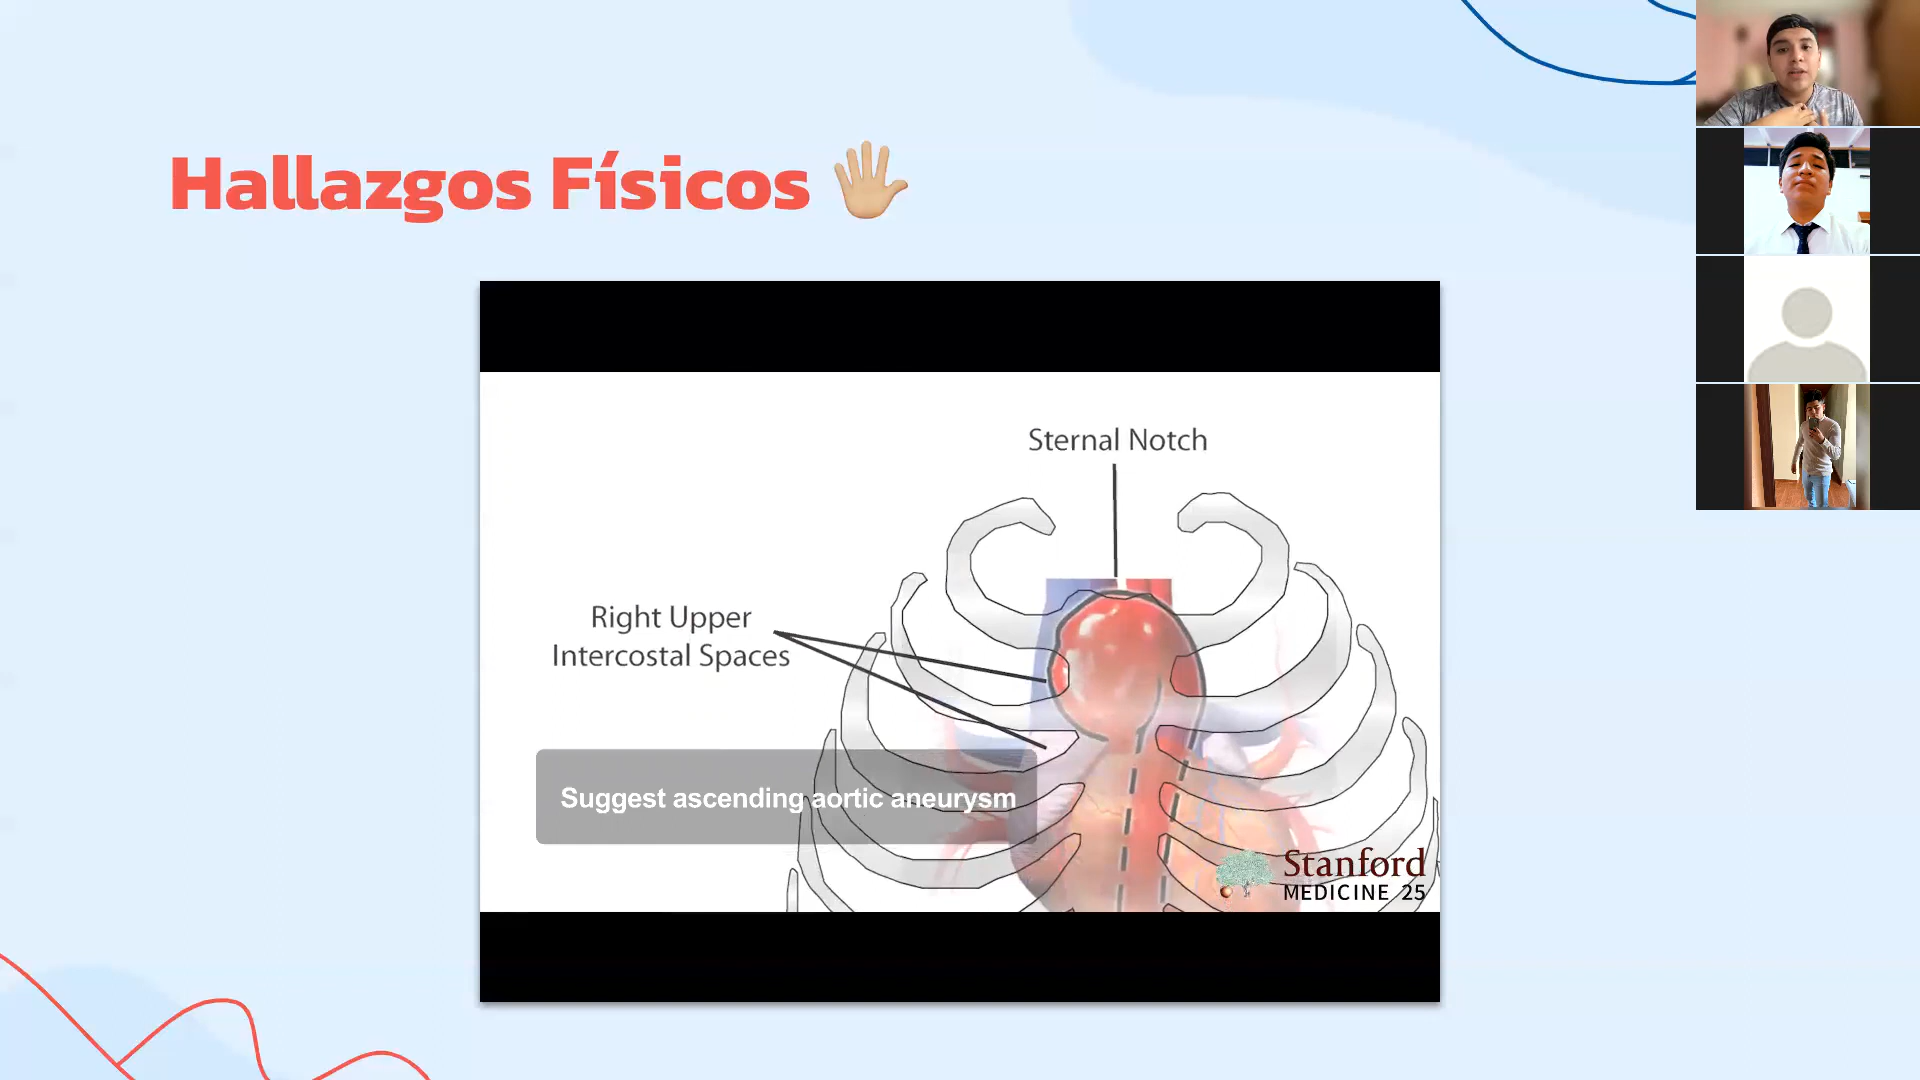 Hallazgos Físicos
Sternal Notch
Right Upper
Intercostal Spaces
Suggest ascending aortic aneurysm
Stanford
MEDICINE 25